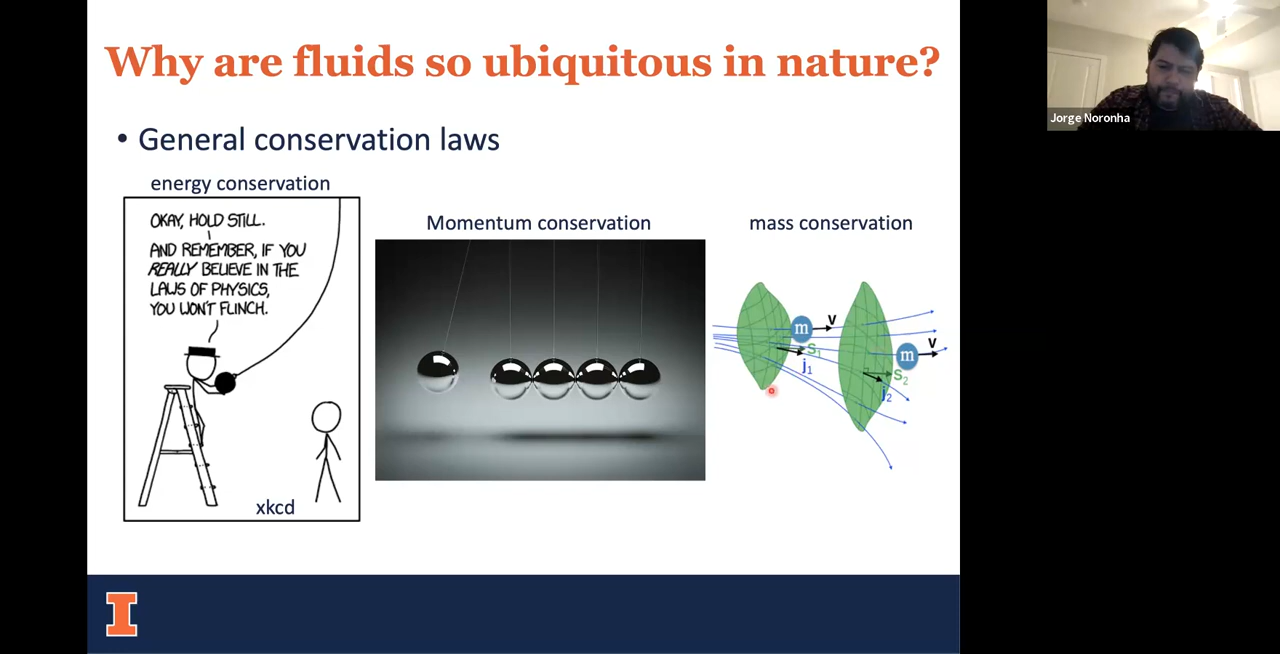 Why are fluids so ubiquitous in nature?
• General conservation laws
energy conservation
OKAY, HOLD STILL.
AND REMEMBER, IF YOU
REALLY BELIEVE IN THE
LAWS OF PHYSICS,
YOU WON'T FLINCH.
xkcd
Momentum conservation
mass conservation
m
v
S1
j1
m
v
S2
j2
I
Jorge Noronha